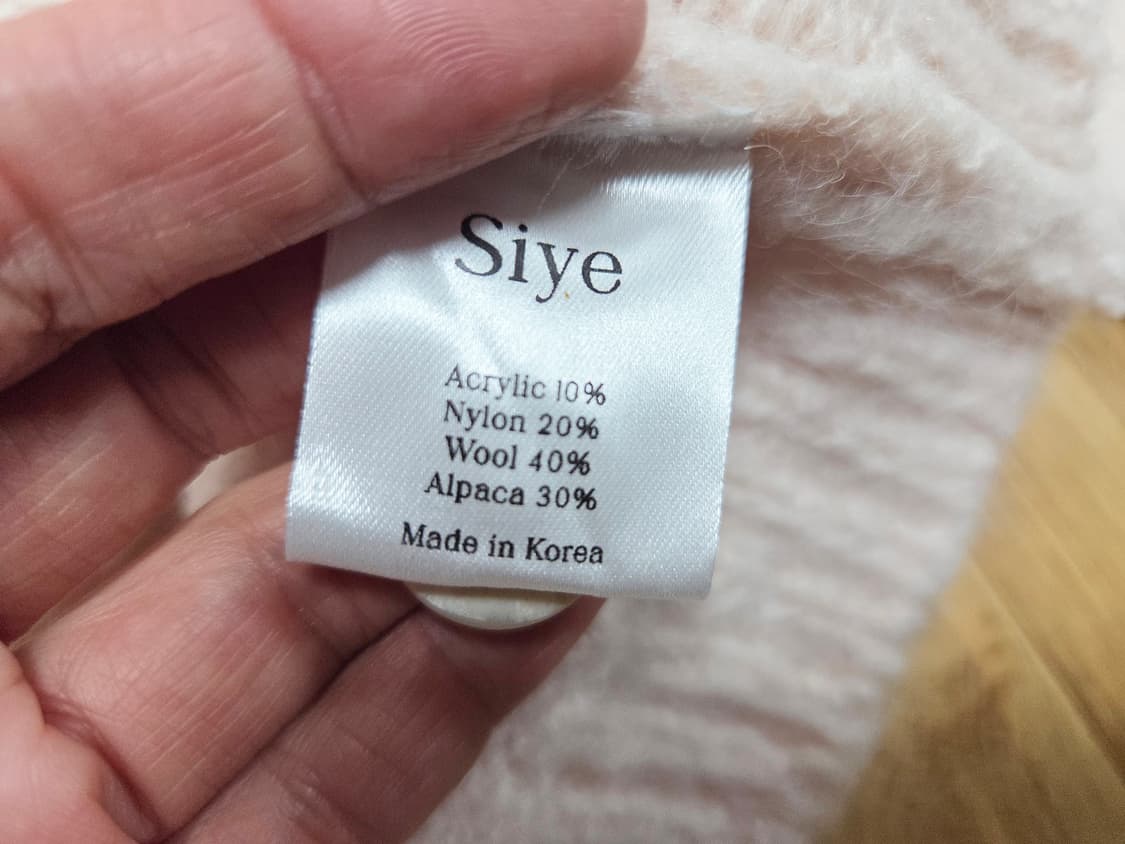 Siye
Acrylic 10%
Nylon 20%
Wool 40%
Alpaca 30%
Made in Korea